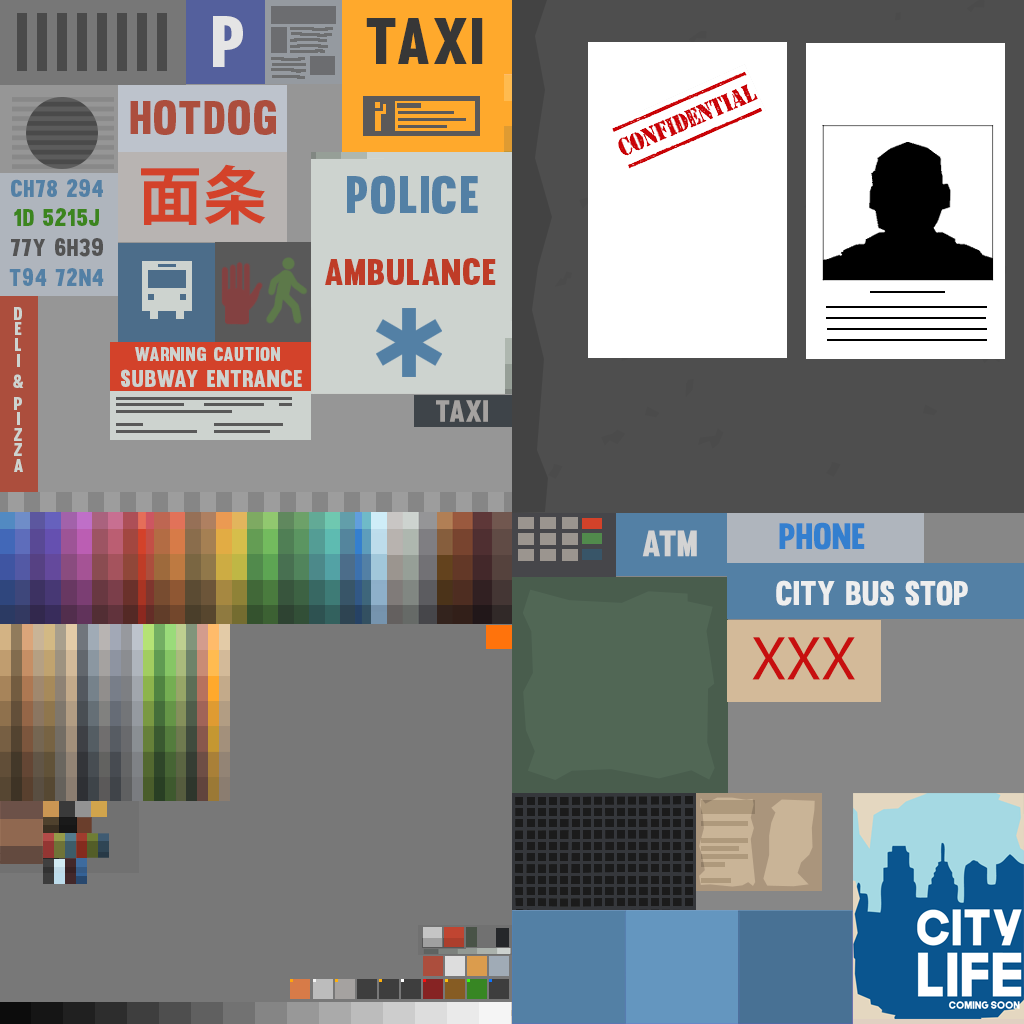 P
TAXI
HOTDOG
CH78 294
1D 5215J
77Y 6H39
T94 72N4
面条
POLICE
AMBULANCE
WARNING CAUTION
SUBWAY ENTRANCE
DELI & PIZZA
TAXI
CONFIDENTIAL
ATM
PHONE
CITY BUS STOP
XXX
CITY
LIFE
COMING SOON